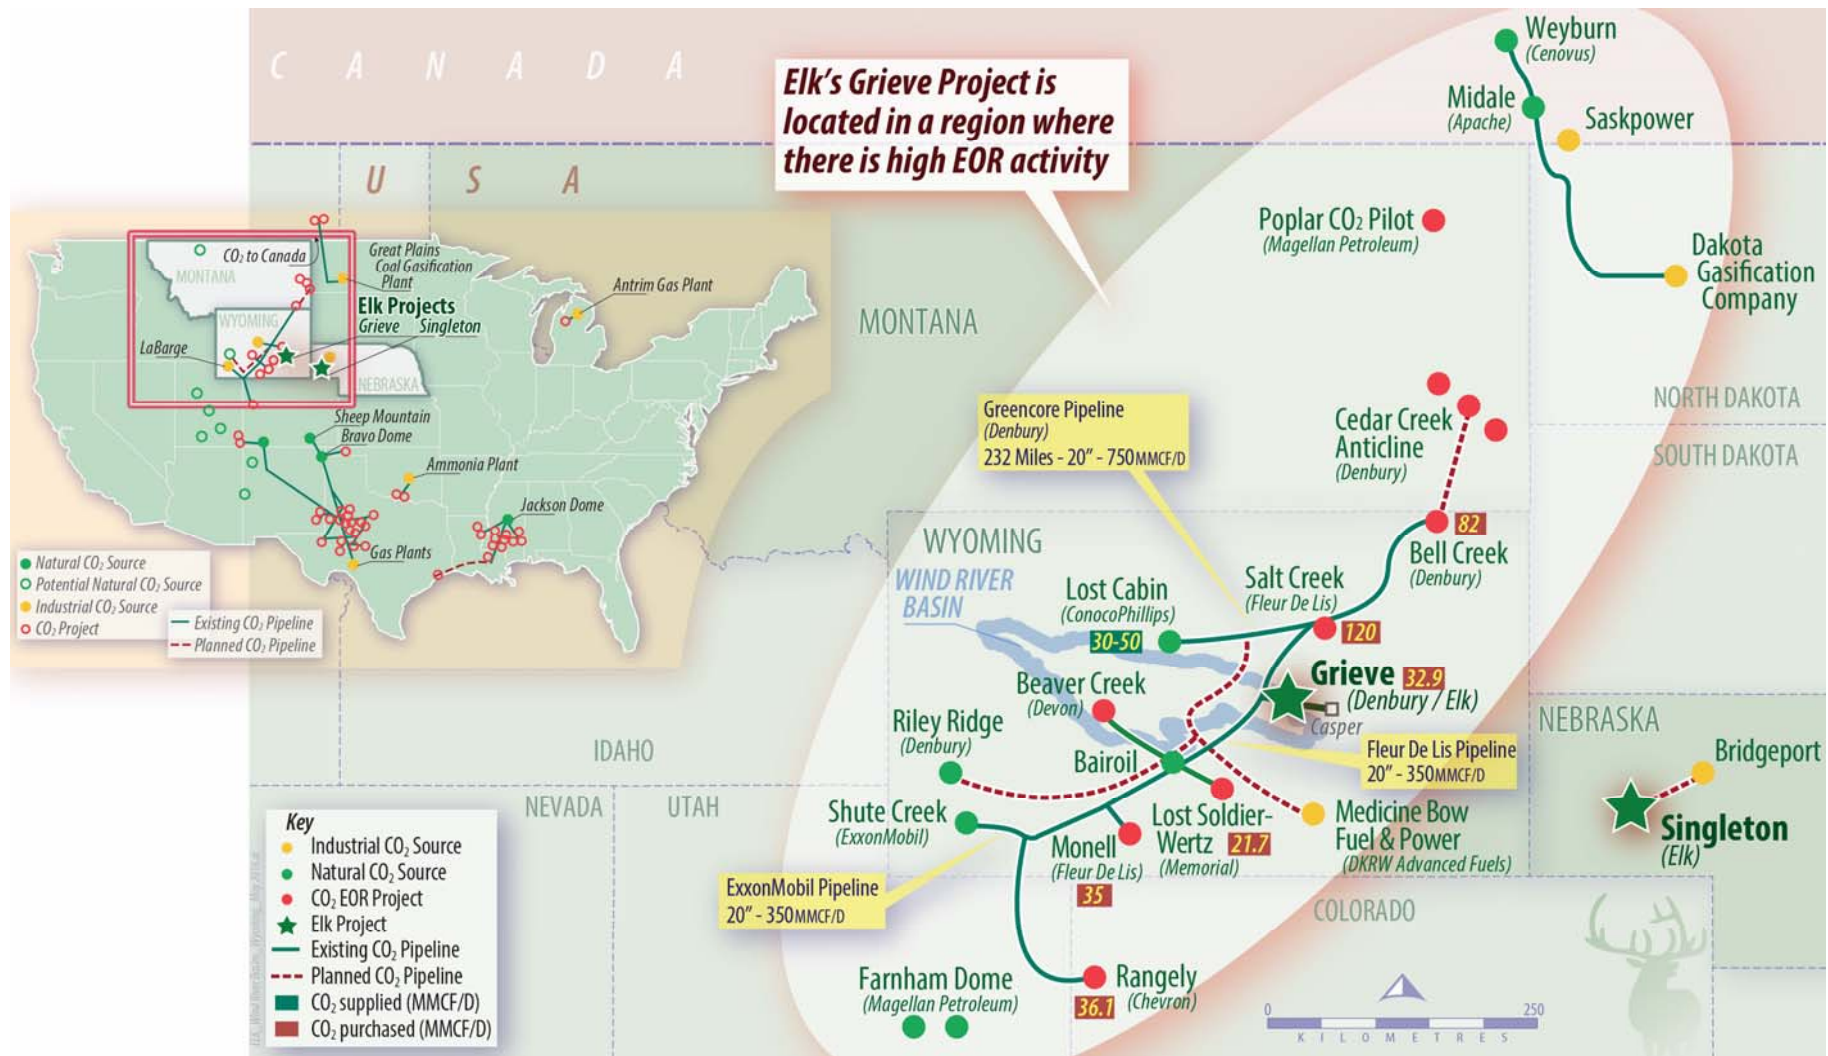 C A N A D A
U S A
Elk's Grieve Project is
located in a region where
there is high EOR activity
Weyburn
(Cenovus)
Midale
(Apache)
Saskpower
Poplar CO₂ Pilot
(Magellan Petroleum)
Dakota
Gasification
Company
MONTANA
CO₂ to Canada
Great Plains
Coal Gasification
Plant
MONTANA
Elk Projects
Grieve Singleton
WYOMING
LaBarge
NEBRASKA
Antrim Gas Plant
Sheep Mountain
Bravo Dome
Ammonia Plant
Jackson Dome
Gas Plants
Natural CO₂ Source
Potential Natural CO₂ Source
Industrial CO₂ Source
CO₂ Project
Existing CO₂ Pipeline
Planned CO₂ Pipeline
Greencore Pipeline
(Denbury)
232 Miles - 20" - 750MMCF/D
Cedar Creek
Anticline
(Denbury)
NORTH DAKOTA
SOUTH DAKOTA
WYOMING
WIND RIVER
BASIN
82
Bell Creek
(Denbury)
Salt Creek
(Fleur De Lis)
120
Lost Cabin
(ConocoPhillips)
30-50
Grieve 32.9
(Denbury / Elk)
Casper
Beaver Creek
(Devon)
Riley Ridge
(Denbury)
Bairoil
Fleur De Lis Pipeline
20" - 350MMCF/D
NEBRASKA
Bridgeport
Singleton
(Elk)
IDAHO
NEVADA
UTAH
Shute Creek
(ExxonMobil)
Monell
(Fleur De Lis)
35
Lost Soldier-
Wertz 21.7
(Memorial)
Medicine Bow
Fuel & Power
(DKRW Advanced Fuels)
ExxonMobil Pipeline
20" - 350MMCF/D
COLORADO
Farnham Dome
(Magellan Petroleum)
Rangely
(Chevron)
36.1
Key
Industrial CO₂ Source
Natural CO₂ Source
CO₂ EOR Project
Elk Project
Existing CO₂ Pipeline
Planned CO₂ Pipeline
CO₂ supplied (MMCF/D)
CO₂ purchased (MMCF/D)
0 250
K I L O M E T R E S